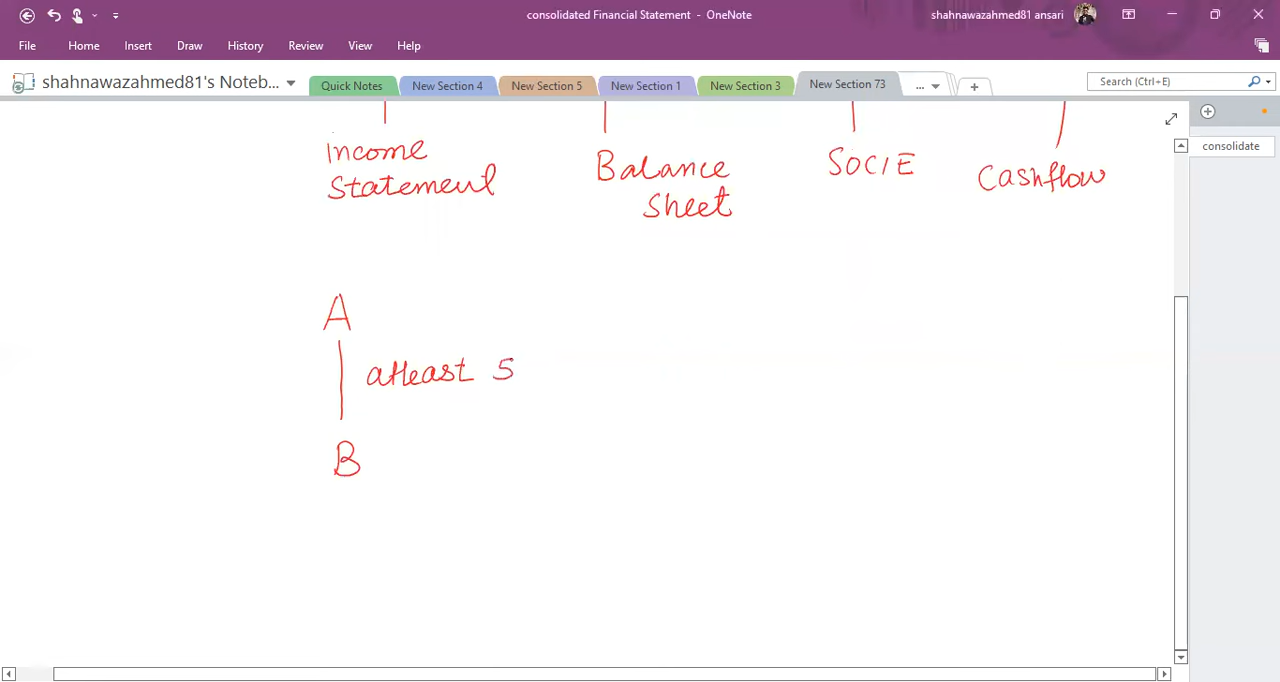 consolidated Financial Statement - OneNote
shahnawazahmed81 ansari
File Home Insert Draw History Review View Help
shahnawazahmed81's Noteb...
Quick Notes New Section 4 New Section 5 New Section 1 New Section 3 New Section 73 ...
Search (Ctrl+E)
consolidate
income
Statement
Balance
Sheet
SOCIE
Cashflow
A
atleast 5
B